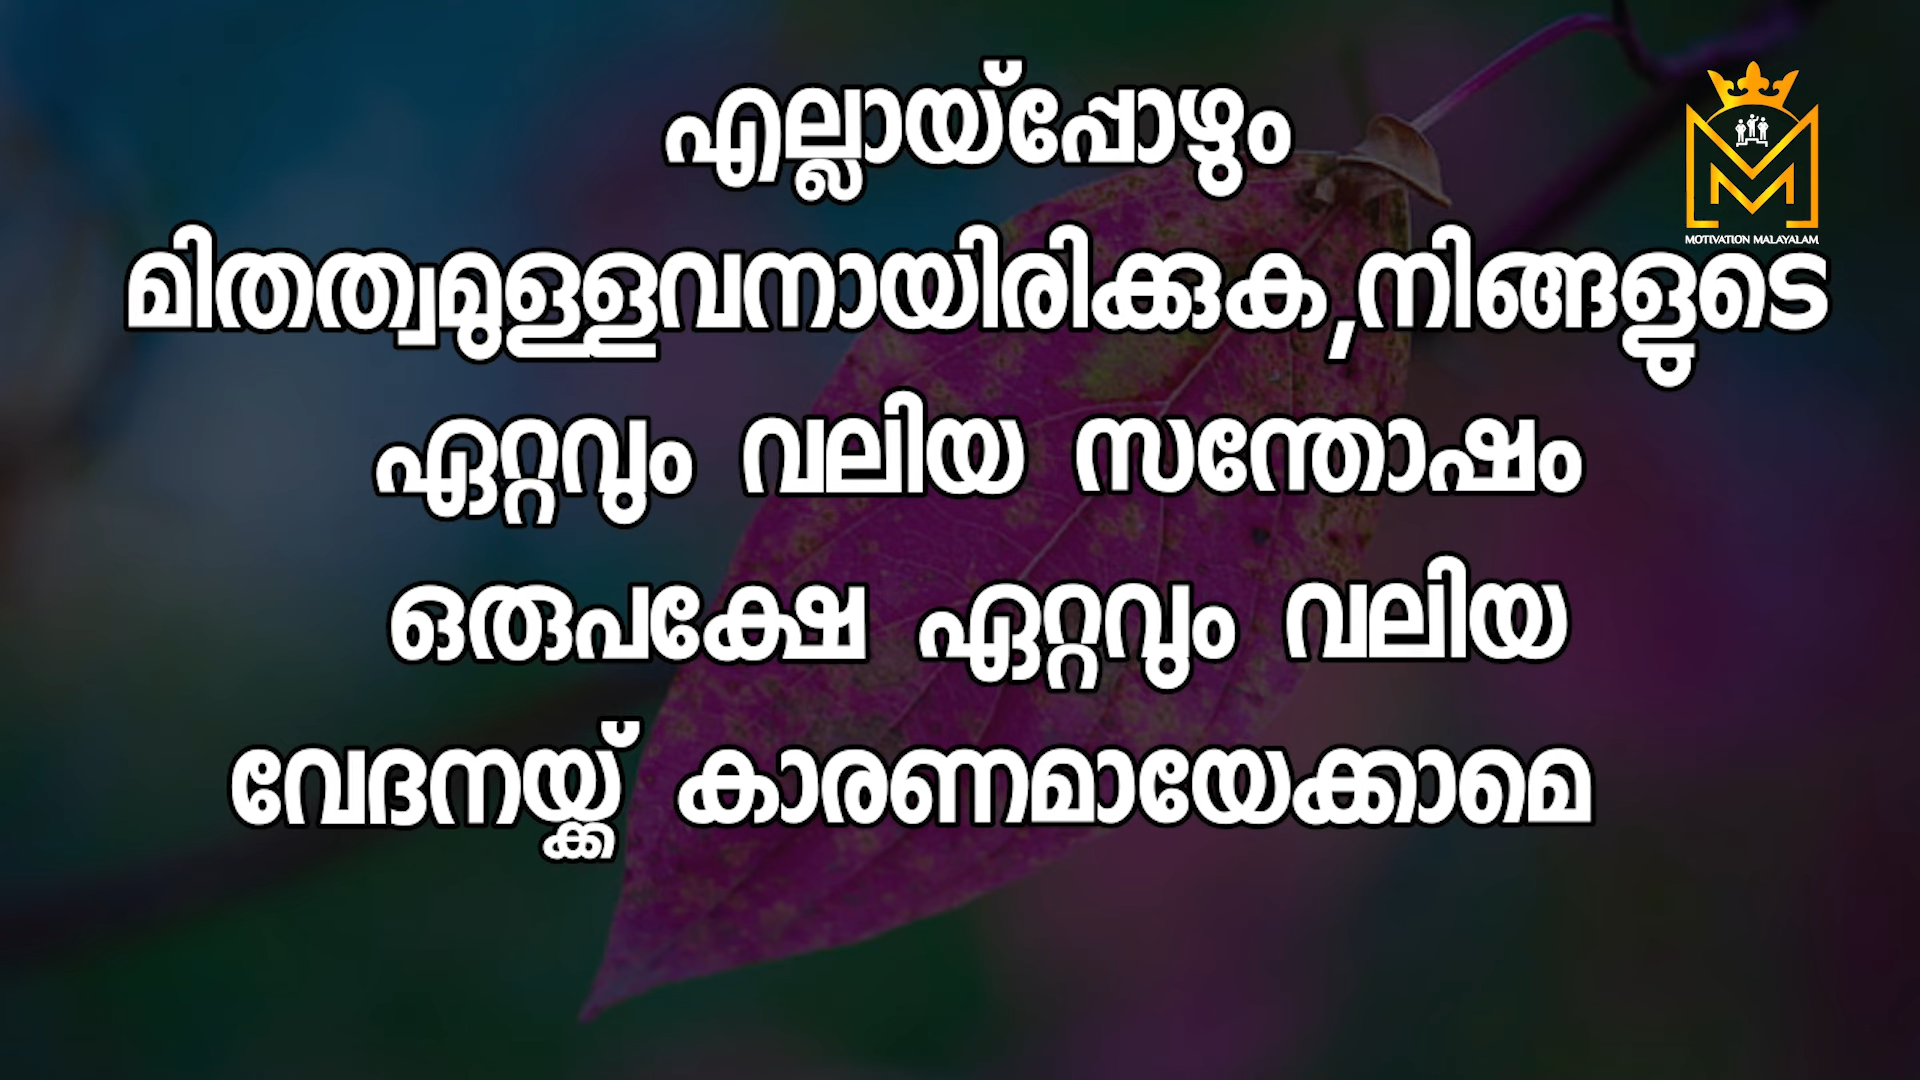 എല്ലായ്പ്പോഴും
മിതത്വമുള്ളവനായിരിക്കുക,നിങ്ങളുടെ
ഏറ്റവും വലിയ സന്തോഷം
ഒരുപക്ഷേ ഏറ്റവും വലിയ
വേദനയ്ക്ക് കാരണമായേക്കാമെ
MOTIVATION MALAYALAM